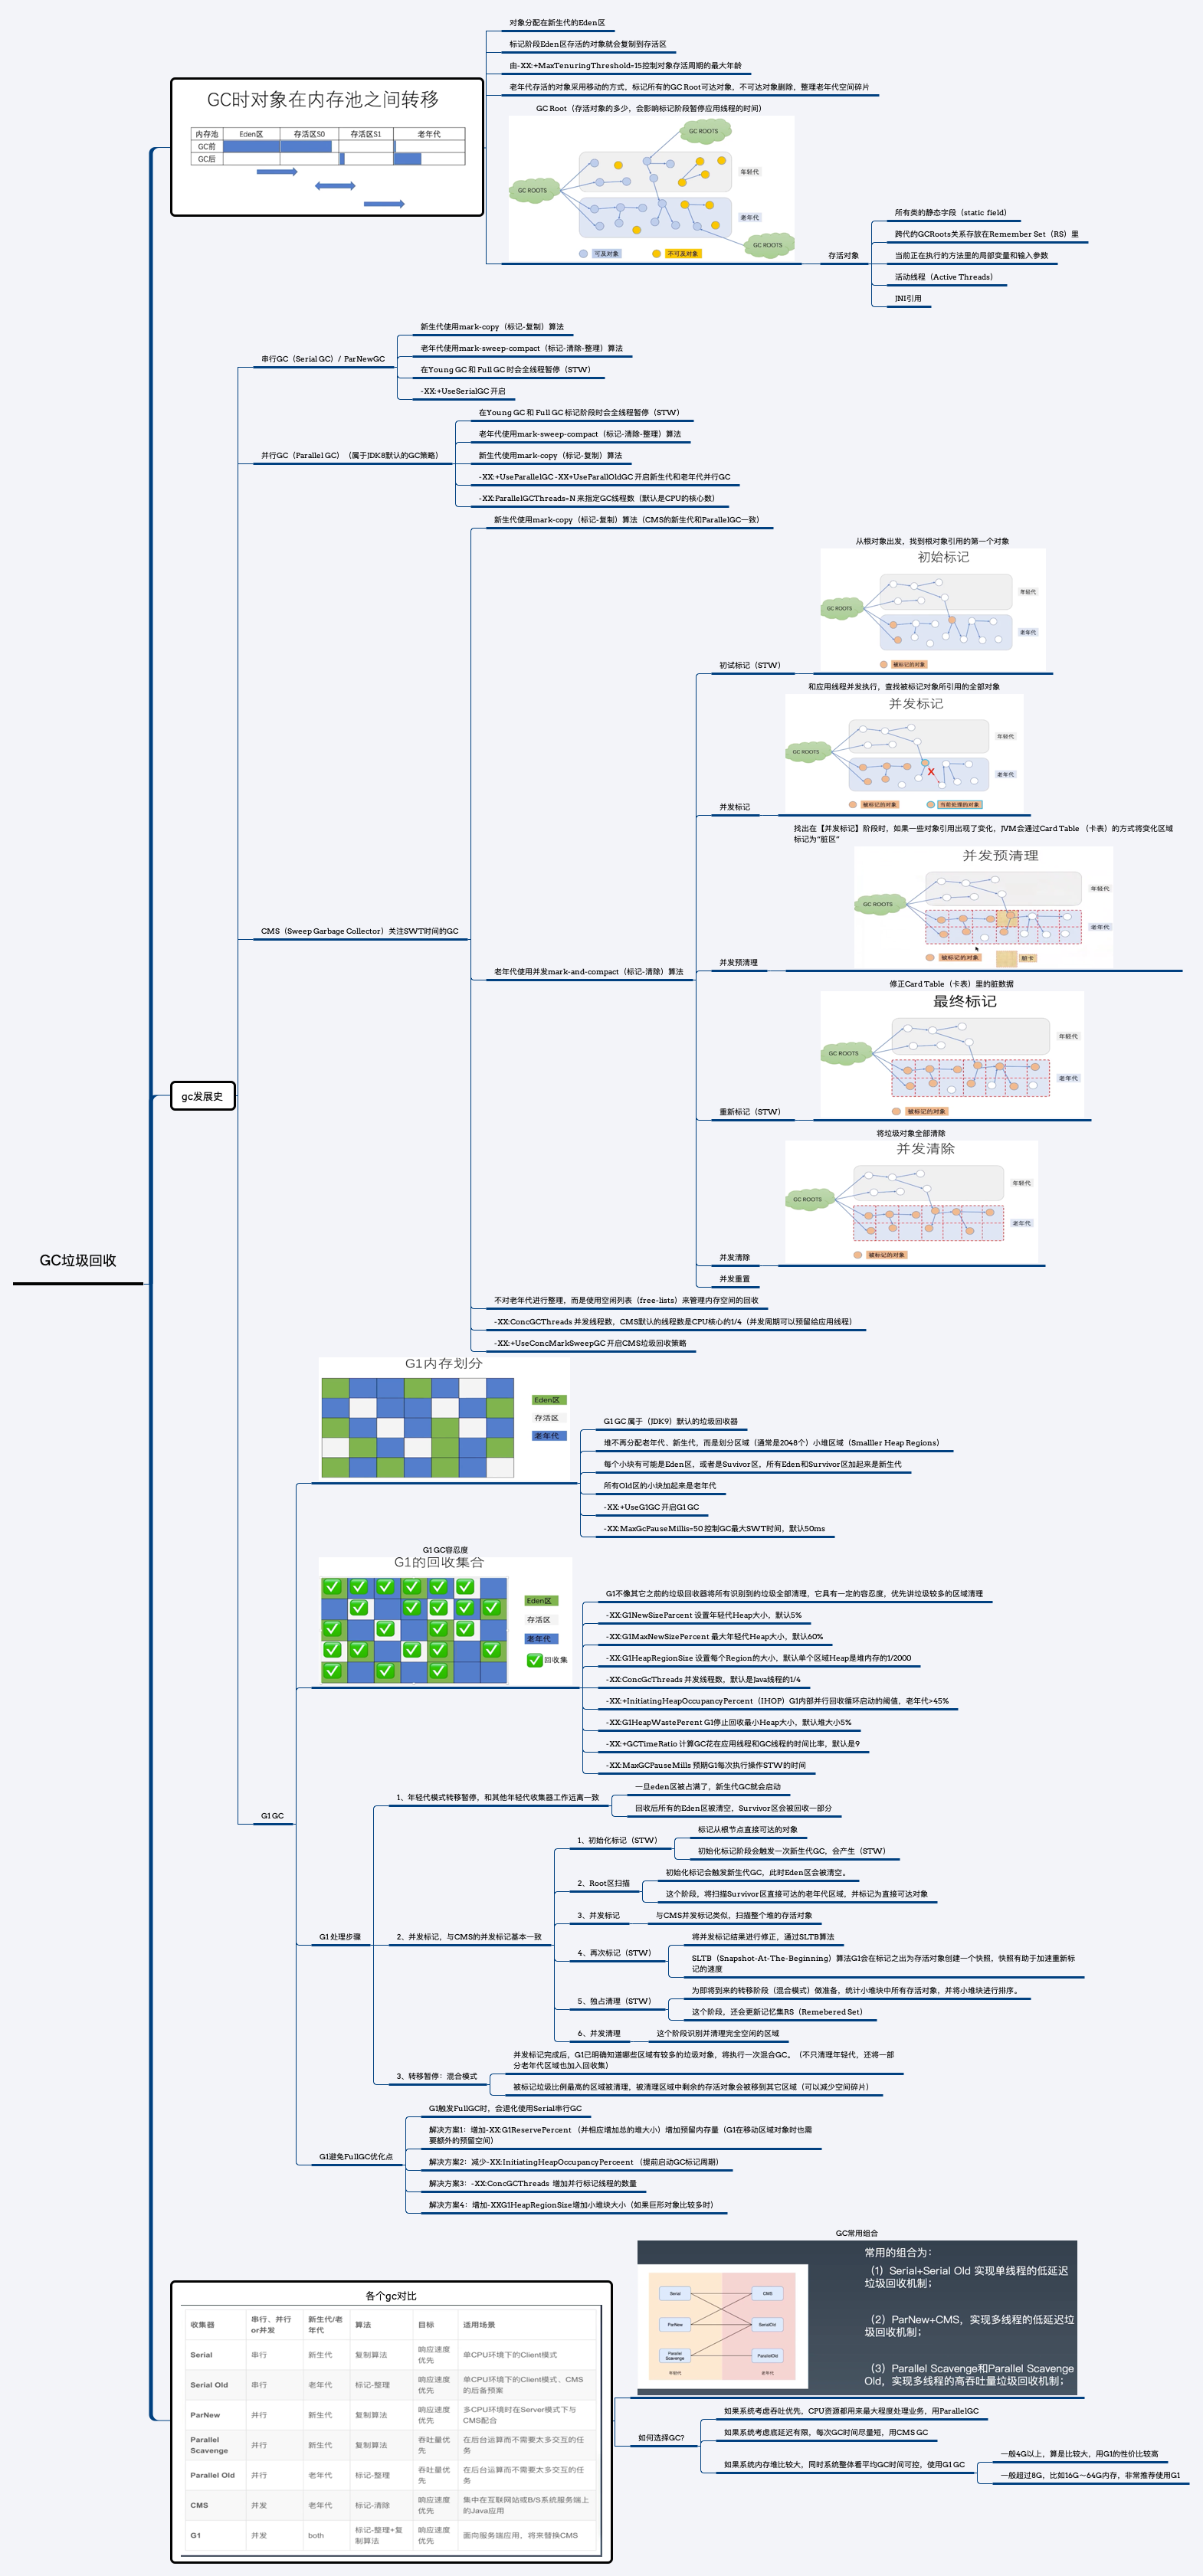 GC垃圾回收
GC时对象在内存池之间转移
内存池 Eden区 存活区S0 存活区S1 老年代
GC前
GC后
对象分配在新生代的Eden区
标记阶段Eden区存活的对象就会复制到存活区
由-XX:+MaxTenuringThreshold=15控制对象存活周期的最大年龄
老年代存活的对象采用移动的方式，标记所有的GC Root可达对象，不可达对象删除，整理老年代空间碎片
GC Root（存活对象的多少，会影响标记阶段暂停应用线程的时间）
GC ROOTS
年轻代
GC ROOTS
老年代
GC ROOTS
可及对象
不可及对象
存活对象
所有类的静态字段（static field）
跨代的GCRoots关系存放在Remember Set（RS）里
当前正在执行的方法里的局部变量和输入参数
活动线程（Active Threads）
JNI引用
gc发展史
串行GC（Serial GC）/ ParNewGC
新生代使用mark-copy（标记-复制）算法
老年代使用mark-sweep-compact（标记-清除-整理）算法
在Young GC 和 Full GC 时会全线程暂停（STW）
-XX:+UseSerialGC 开启
并行GC（Parallel GC）（属于JDK8默认的GC策略）
在Young GC 和 Full GC 标记阶段时会全线程暂停（STW）
老年代使用mark-sweep-compact（标记-清除-整理）算法
新生代使用mark-copy（标记-复制）算法
-XX:+UseParallelGC -XX+UseParallOldGC 开启新生代和老年代并行GC
-XX:ParallelGCThreads=N 来指定GC线程数（默认是CPU的核心数）
CMS（Sweep Garbage Collector）关注SWT时间的GC
新生代使用mark-copy（标记-复制）算法（CMS的新生代和ParallelGC一致）
老年代使用并发mark-and-compact（标记-清除）算法
初试标记（STW）
从根对象出发，找到根对象引用的第一个对象
初始标记
GC ROOTS
年轻代
老年代
被标记的对象
并发标记
和应用线程并发执行，查找被标记对象所引用的全部对象
并发标记
GC ROOTS
年轻代
老年代
被标记的对象
当前处理的对象
并发预清理
找出在【并发标记】阶段时，如果一些对象引用出现了变化，JVM会通过Card Table （卡表）的方式将变化区域
标记为“脏区”
并发预清理
GC ROOTS
年轻代
老年代
被标记的对象
脏卡
重新标记（STW）
修正Card Table（卡表）里的脏数据
最终标记
GC ROOTS
年轻代
老年代
被标记的对象
并发清除
将垃圾对象全部清除
并发清除
GC ROOTS
年轻代
老年代
被标记的对象
并发重置
不对老年代进行整理，而是使用空闲列表（free-lists）来管理内存空间的回收
-XX:ConcGCThreads 并发线程数，CMS默认的线程数是CPU核心的1/4（并发周期可以预留给应用线程）
-XX:+UseConcMarkSweepGC 开启CMS垃圾回收策略
G1 GC
G1内存划分
Eden区
存活区
老年代
G1 GC 属于（JDK9）默认的垃圾回收器
堆不再分配老年代、新生代，而是划分区域（通常是2048个）小堆区域（Smalller Heap Regions）
每个小块有可能是Eden区，或者是Suvivor区，所有Eden和Survivor区加起来是新生代
所有Old区的小块加起来是老年代
-XX:+UseG1GC 开启G1 GC
-XX:MaxGcPauseMillis=50 控制GC最大SWT时间，默认50ms
G1 GC容忍度
G1的回收集合
Eden区
存活区
老年代
回收集
G1不像其它之前的垃圾回收器将所有识别到的垃圾全部清理，它具有一定的容忍度，优先讲垃圾较多的区域清理
-XX:G1NewSizeParcent 设置年轻代Heap大小，默认5%
-XX:G1MaxNewSizePercent 最大年轻代Heap大小，默认60%
-XX:G1HeapRegionSize 设置每个Region的大小，默认单个区域Heap是堆内存的1/2000
-XX:ConcGcThreads 并发线程数，默认是Java线程的1/4
-XX:+InitiatingHeapOccupancyPercent（IHOP）G1内部并行回收循环启动的阈值，老年代>45%
-XX:G1HeapWastePerent G1停止回收最小Heap大小，默认堆大小5%
-XX:+GCTimeRatio 计算GC花在应用线程和GC线程的时间比率，默认是9
-XX:MaxGCPauseMills 预期G1每次执行操作STW的时间
G1 处理步骤
1、年轻代模式转移暂停，和其他年轻代收集器工作远离一致
一旦eden区被占满了，新生代GC就会启动
回收后所有的Eden区被清空，Survivor区会被回收一部分
2、并发标记，与CMS的并发标记基本一致
1、初始化标记（STW）
标记从根节点直接可达的对象
初始化标记阶段会触发一次新生代GC，会产生（STW）
2、Root区扫描
初始化标记会触发新生代GC，此时Eden区会被清空。
这个阶段，将扫描Survivor区直接可达的老年代区域，并标记为直接可达对象
3、并发标记
与CMS并发标记类似，扫描整个堆的存活对象
4、再次标记（STW）
将并发标记结果进行修正，通过SLTB算法
SLTB（Snapshot-At-The-Beginning）算法G1会在标记之出为存活对象创建一个快照，快照有助于加速重新标
记的速度
5、独占清理（STW）
为即将到来的转移阶段（混合模式）做准备，统计小堆块中所有存活对象，并将小堆块进行排序。
这个阶段，还会更新记忆集RS（Remebered Set）
6、并发清理
这个阶段识别并清理完全空闲的区域
3、转移暂停：混合模式
并发标记完成后，G1已明确知道哪些区域有较多的垃圾对象，将执行一次混合GC。（不只清理年轻代，还将一部
分老年代区域也加入回收集）
被标记垃圾比例最高的区域被清理，被清理区域中剩余的存活对象会被移到其它区域（可以减少空间碎片）
G1避免FullGC优化点
G1触发FullGC时，会退化使用Serial串行GC
解决方案1：增加-XX:G1ReservePercent （并相应增加总的堆大小）增加预留内存量（G1在移动区域对象时也需
要额外的预留空间）
解决方案2：减少-XX:InitiatingHeapOccupancyPerceent （提前启动GC标记周期）
解决方案3：-XX:ConcGCThreads 增加并行标记线程的数量
解决方案4：增加-XXG1HeapRegionSize增加小堆块大小（如果巨形对象比较多时）
各个gc对比
收集器 串行、并行or并发 新生代/老年代 算法 目标 适用场景
Serial 串行 新生代 复制算法 响应速度优先 单CPU环境下的Client模式
Serial Old 串行 老年代 标记-整理 响应速度优先 单CPU环境下的Client模式、CMS的后备预案
ParNew 并行 新生代 复制算法 响应速度优先 多CPU环境时在Server模式下与CMS配合
Parallel Scavenge 并行 新生代 复制算法 吞吐量优先 在后台运算而不需要太多交互的任务
Parallel Old 并行 老年代 标记-整理 吞吐量优先 在后台运算而不需要太多交互的任务
CMS 并发 老年代 标记-清除 响应速度优先 集中在互联网站或B/S系统服务端上的Java应用
G1 并发 both 标记-整理+复制算法 响应速度优先 面向服务端应用，将来替换CMS
GC常用组合
Serial
CMS
ParNew
SerialOld
Parallel Scavenge
ParallelOld
年轻代
老年代
常用的组合为：
（1）Serial+Serial Old 实现单线程的低延迟
垃圾回收机制；
（2）ParNew+CMS，实现多线程的低延迟垃
圾回收机制；
（3）Parallel Scavenge和Parallel Scavenge
Old，实现多线程的高吞吐量垃圾回收机制；
如何选择GC？
如果系统考虑吞吐优先，CPU资源都用来最大程度处理业务，用ParallelGC
如果系统考虑底延迟有限，每次GC时间尽量短，用CMS GC
如果系统内存堆比较大，同时系统整体看平均GC时间可控，使用G1 GC
一般4G以上，算是比较大，用G1的性价比较高
一般超过8G，比如16G～64G内存，非常推荐使用G1